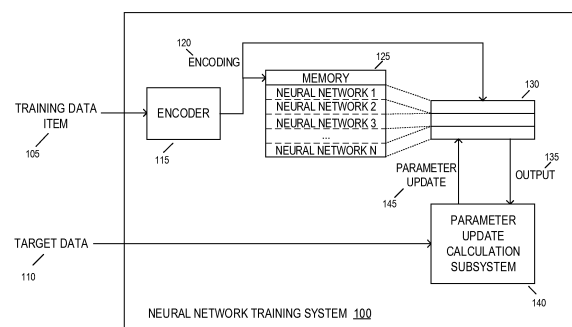 120
ENCODING
125
MEMORY
NEURAL NETWORK 1
NEURAL NETWORK 2
NEURAL NETWORK 3
...
NEURAL NETWORK N
130
TRAINING DATA
ITEM
105
ENCODER
115
PARAMETER
UPDATE
145
135
OUTPUT
TARGET DATA
110
PARAMETER
UPDATE
CALCULATION
SUBSYSTEM
140
NEURAL NETWORK TRAINING SYSTEM 100